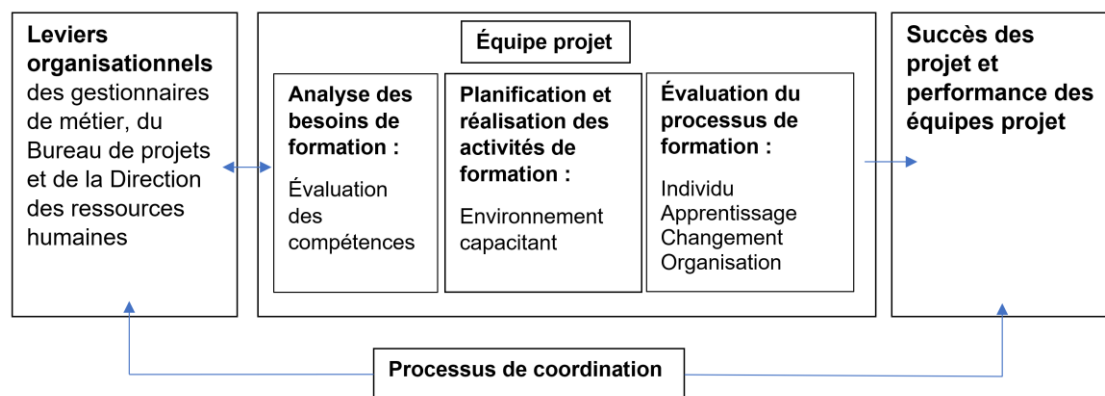 Leviers
organisationnels
des gestionnaires
de métier, du
Bureau de projets
et de la Direction
des ressources
humaines
Équipe projet
Analyse des
besoins de
formation :
Évaluation
des
compétences
Planification et
réalisation des
activités de
formation :
Environnement
capacitant
Évaluation du
processus de
formation :
Individu
Apprentissage
Changement
Organisation
Succès des
projet et
performance des
équipes projet
Processus de coordination